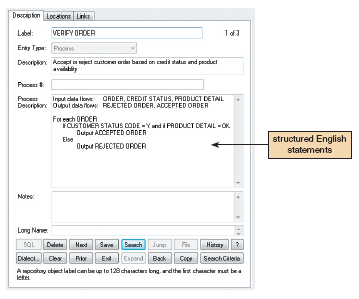 Description Locations Links
Label: VERIFY ORDER 1 of 3
Entry Type: Process
Description: Accept or reject customer order based on credit status and product
availability
Process #:
Process Input data flows: ORDER, CREDIT STATUS, PRODUCT DETAIL
Description: Output data flows: REJECTED ORDER, ACCEPTED ORDER
For each ORDER
If CUSTOMER STATUS CODE = Y and if PRODUCT DETAIL = OK
Output ACCEPTED ORDER
Else
Output REJECTED ORDER
structured English
statements
Notes:
Long Name:
SQL Delete Next Save Search Jump File History ?
Dialect... Clear Prior Exit Expand Back Copy Search Criteria
A repository object label can be up to 128 characters long, and the first character must be a
letter.